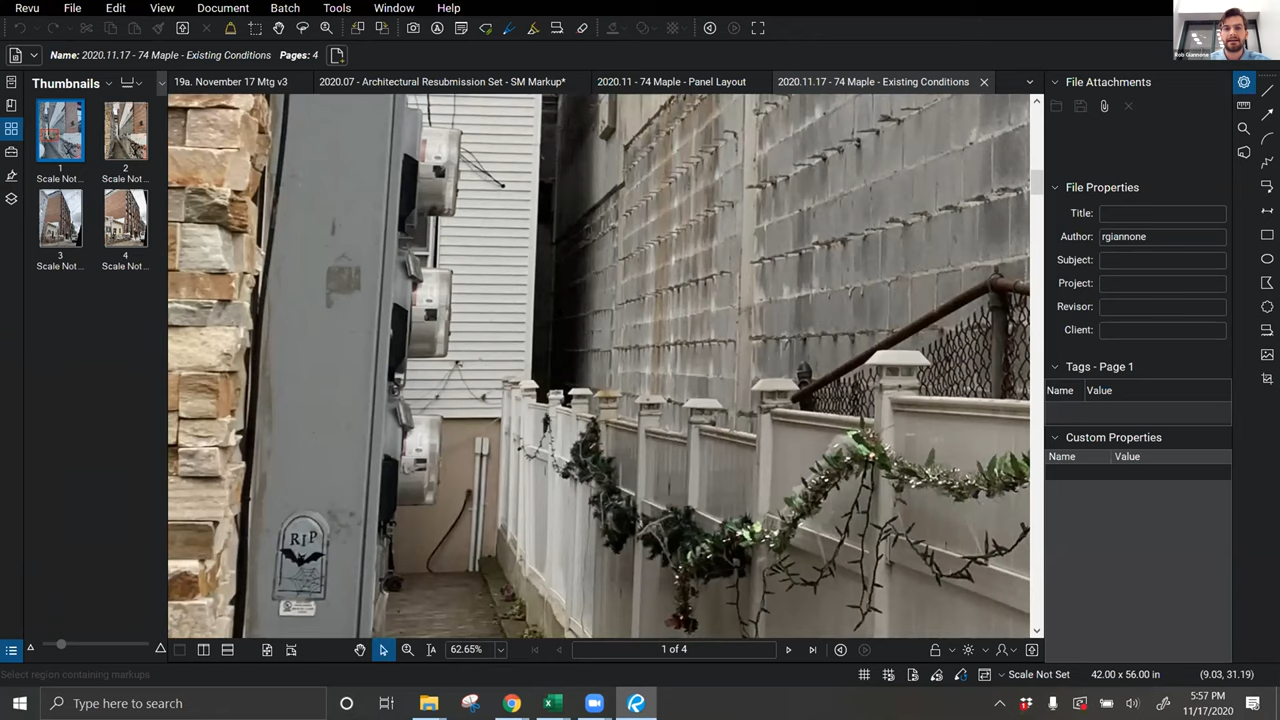 Revu File Edit View Document Batch Tools Window Help
Name: 2020.11.17 - 74 Maple - Existing Conditions Pages: 4
Rob Giannone
Thumbnails
19a. November 17 Mtg v3
2020.07 - Architectural Resubmission Set - SM Markup*
2020.11 - 74 Maple - Panel Layout
2020.11.17 - 74 Maple - Existing Conditions
1
Scale Not...
2
Scale Not...
3
Scale Not...
4
Scale Not...
RIP
File Attachments
File Properties
Title:
Author: rgiannone
Subject:
Project:
Revisor:
Client:
Tags - Page 1
Name Value
Custom Properties
Name Value
62.65%
1 of 4
Select region containing markups
Scale Not Set
42.00 x 56.00 in
(9.03, 31.19)
Type here to search
5:57 PM
11/17/2020